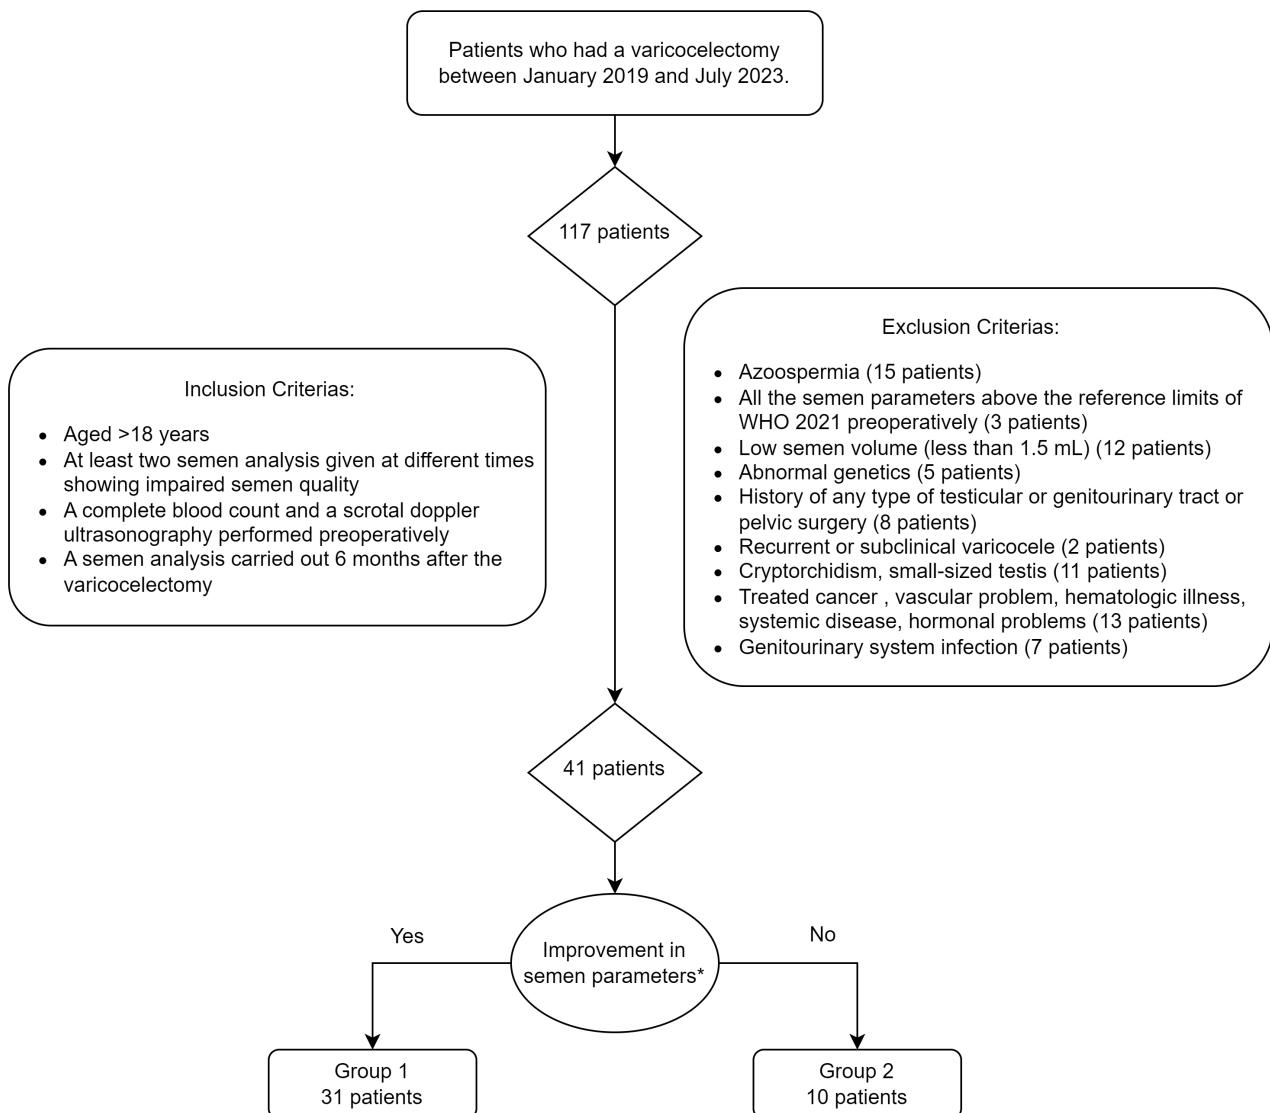 Patients who had a varicocelectomy
between January 2019 and July 2023.
117 patients
Inclusion Criterias:
• Aged >18 years
• At least two semen analysis given at different times
showing impaired semen quality
• A complete blood count and a scrotal doppler
ultrasonography performed preoperatively
• A semen analysis carried out 6 months after the
varicocelectomy
Exclusion Criterias:
• Azoospermia (15 patients)
• All the semen parameters above the reference limits of
WHO 2021 preoperatively (3 patients)
• Low semen volume (less than 1.5 mL) (12 patients)
• Abnormal genetics (5 patients)
• History of any type of testicular or genitourinary tract or
pelvic surgery (8 patients)
• Recurrent or subclinical varicocele (2 patients)
• Cryptorchidism, small-sized testis (11 patients)
• Treated cancer , vascular problem, hematologic illness,
systemic disease, hormonal problems (13 patients)
• Genitourinary system infection (7 patients)
41 patients
Improvement in
semen parameters*
Yes
No
Group 1
31 patients
Group 2
10 patients